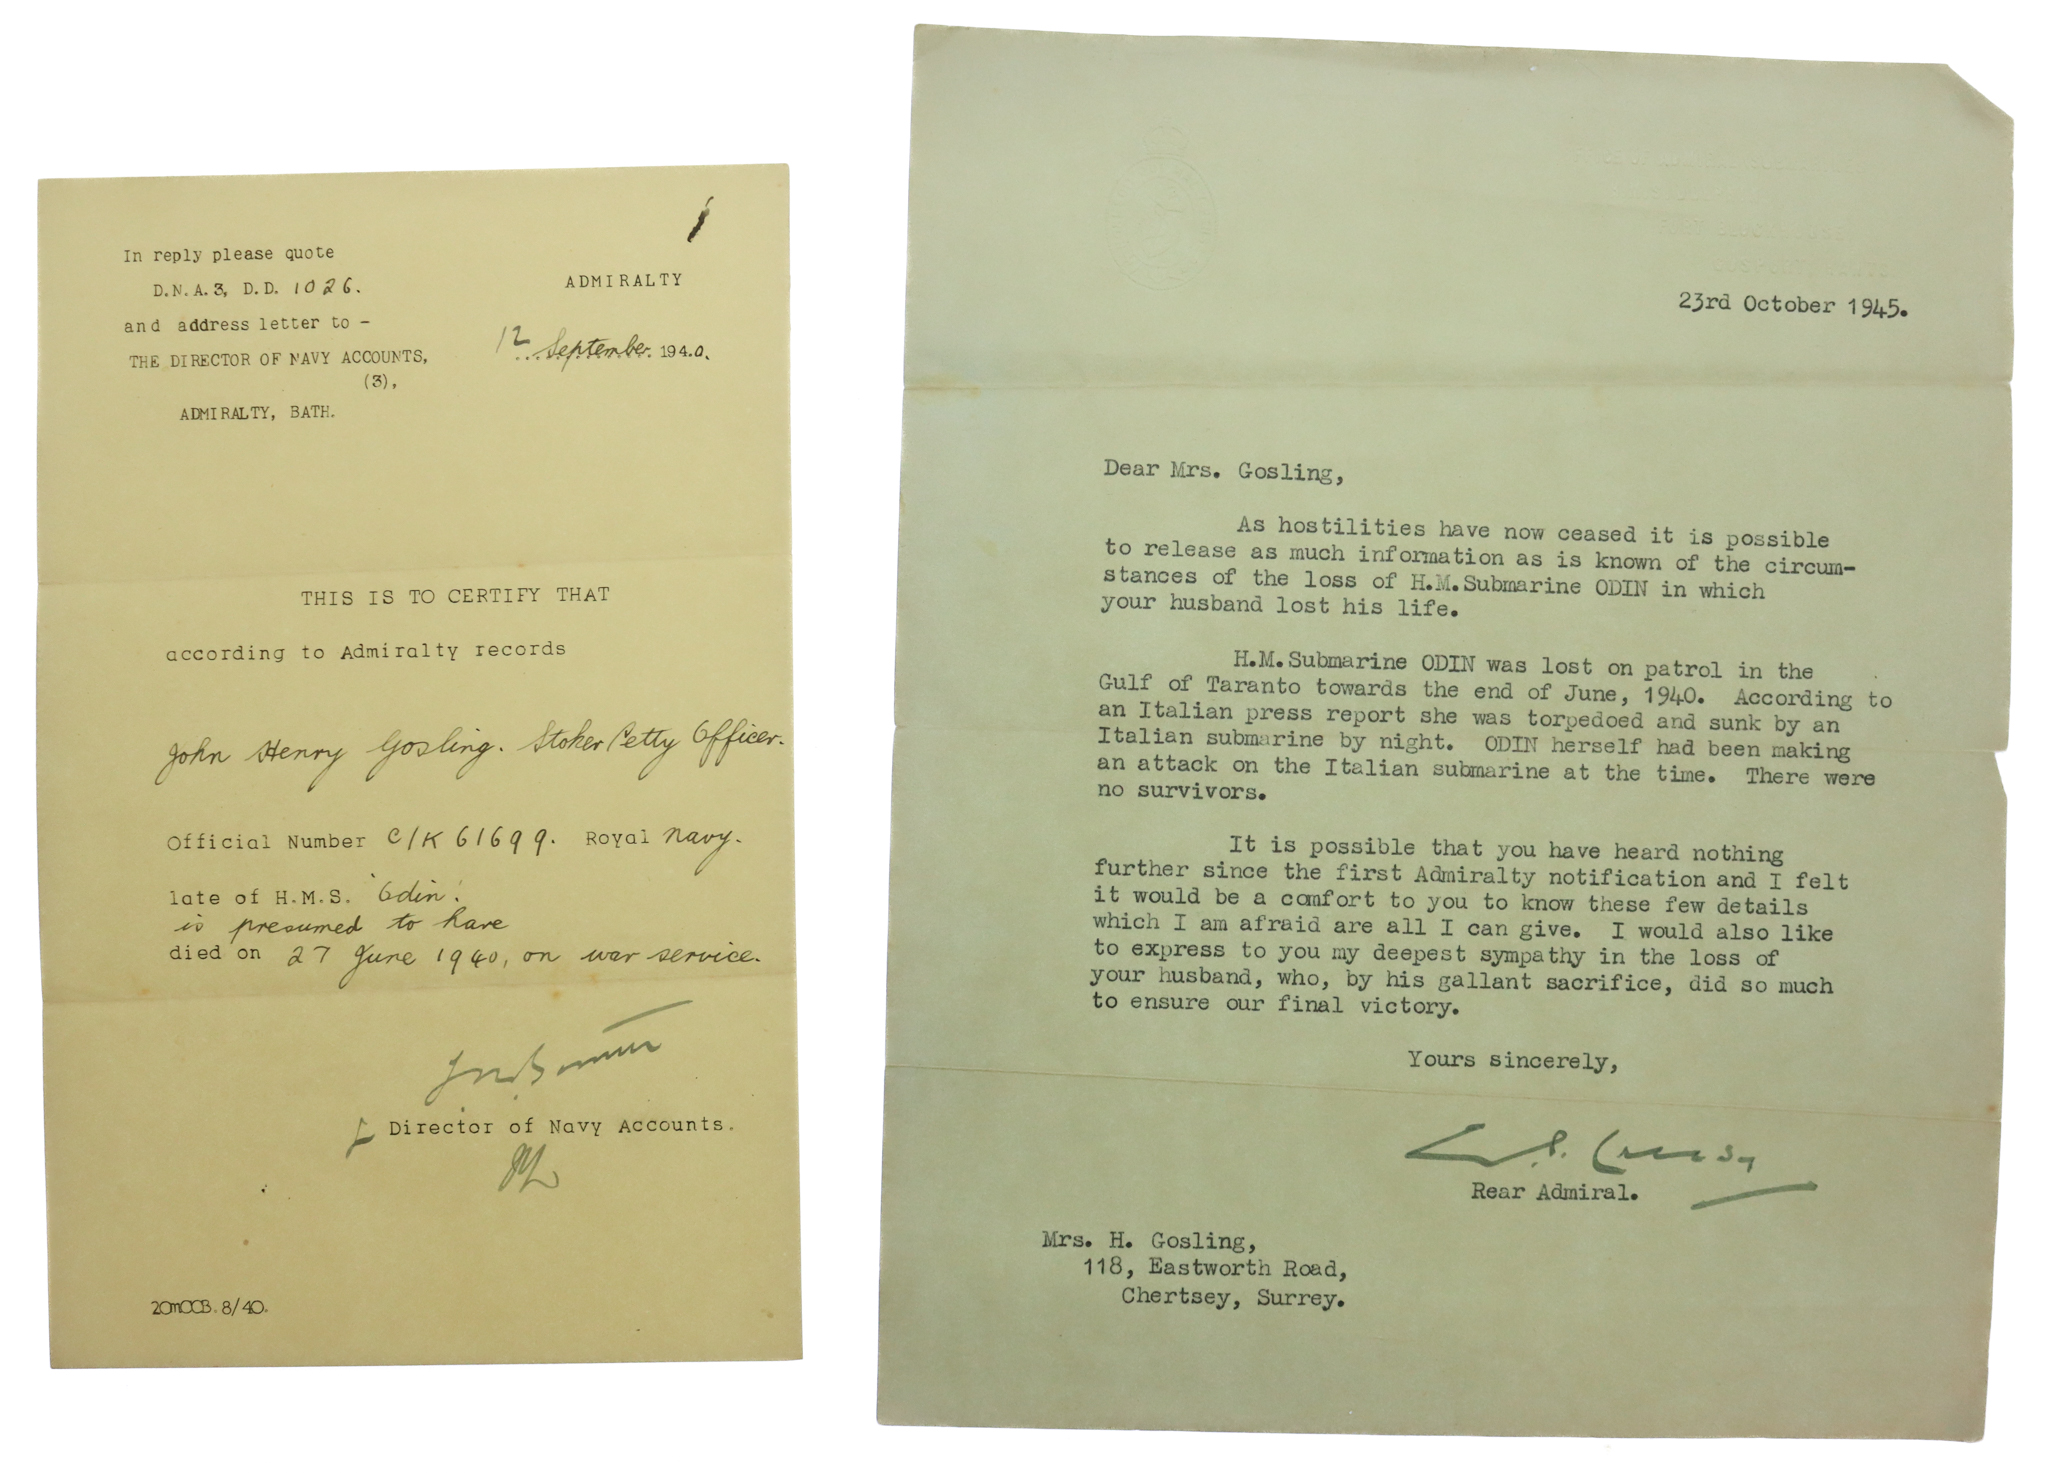 In reply please quote
D.N.A.3, D.D. 1026.
and address letter to –
THE DIRECTOR OF NAVY ACCOUNTS,
(3),
ADMIRALTY, BATH.
ADMIRALTY
12 September 1940.
THIS IS TO CERTIFY THAT
according to Admiralty records
John Henry Gosling. Stoker Petty Officer.
Official Number C/K 61699. Royal Navy.
late of H.M.S. 'Odin'.
is presumed to have
died on 27 June 1940, on war service.
Director of Navy Accounts.
20mOCB.8/40.
23rd October 1945.
Dear Mrs. Gosling,
As hostilities have now ceased it is possible
to release as much information as is known of the circum-
stances of the loss of H.M.Submarine ODIN in which
your husband lost his life.
H.M.Submarine ODIN was lost on patrol in the
Gulf of Taranto towards the end of June, 1940. According to
an Italian press report she was torpedoed and sunk by an
Italian submarine by night. ODIN herself had been making
an attack on the Italian submarine at the time. There were
no survivors.
It is possible that you have heard nothing
further since the first Admiralty notification and I felt
it would be a comfort to you to know these few details
which I am afraid are all I can give. I would also like
to express to you my deepest sympathy in the loss of
your husband, who, by his gallant sacrifice, did so much
to ensure our final victory.
Yours sincerely,
Rear Admiral.
Mrs. H. Gosling,
118, Eastworth Road,
Chertsey, Surrey.